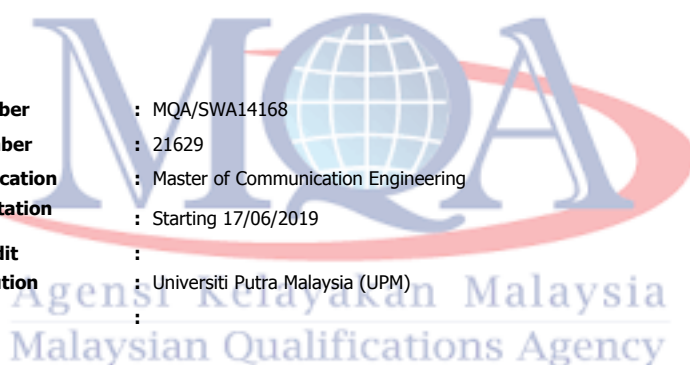 MQA
ber : MQA/SWA14168
ber : 21629
cation : Master of Communication Engineering
tation : Starting 17/06/2019
dit :
tion : Universiti Putra Malaysia (UPM)
:
Agensi Kelayakan Malaysia
Malaysian Qualifications Agency